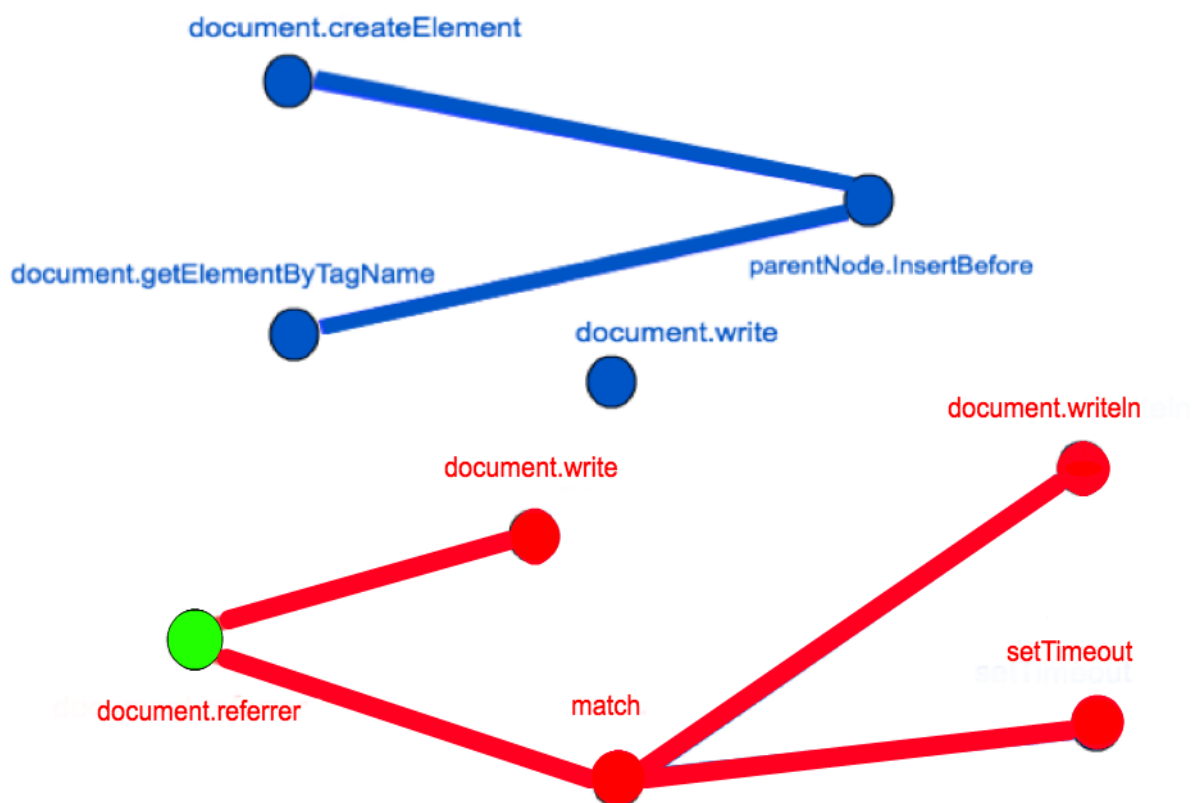 document.createElement
document.getElementByTagName
parentNode.InsertBefore
document.write
document.writeln
document.write
setTimeout
document.referrer
match